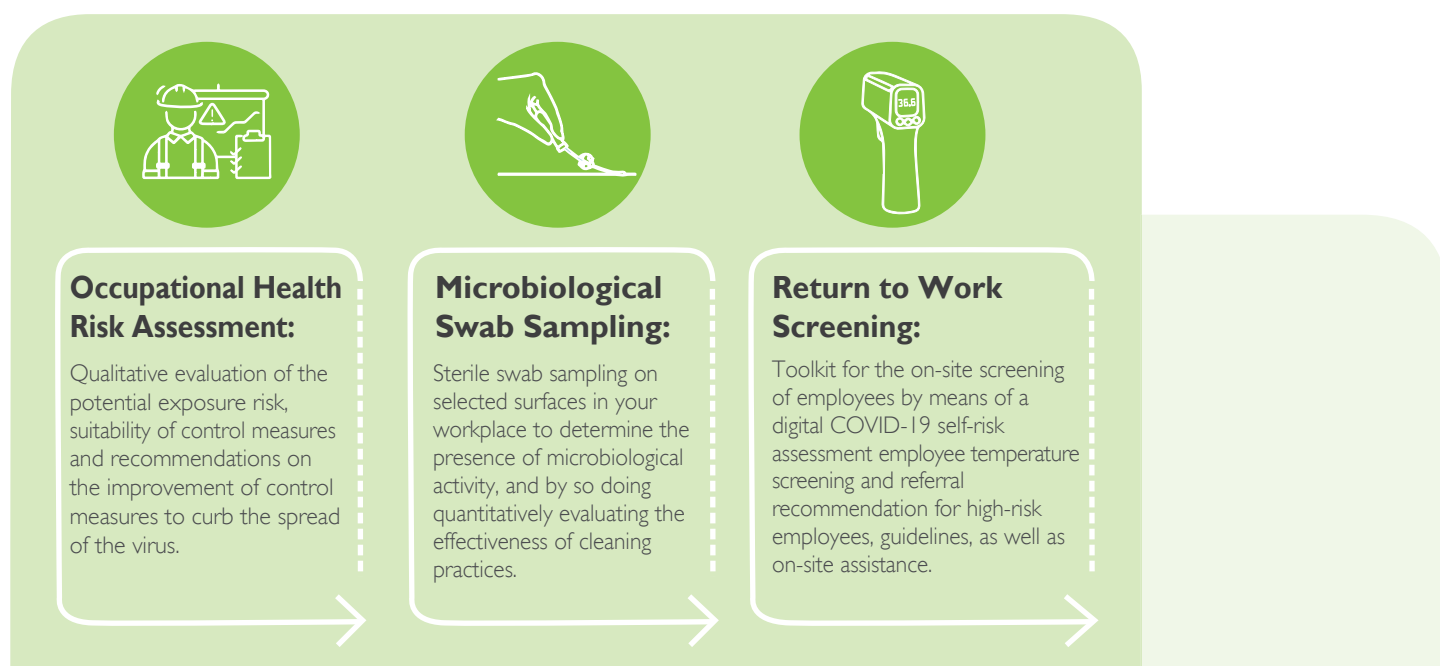 36.6
Occupational Health
Risk Assessment:
Qualitative evaluation of the
potential exposure risk,
suitability of control measures
and recommendations on
the improvement of control
measures to curb the spread
of the virus.
Microbiological
Swab Sampling:
Sterile swab sampling on
selected surfaces in your
workplace to determine the
presence of microbiological
activity, and by so doing
quantitatively evaluating the
effectiveness of cleaning
practices.
Return to Work
Screening:
Toolkit for the on-site screening
of employees by means of a
digital COVID-19 self-risk
assessment employee temperature
screening and referral
recommendation for high-risk
employees, guidelines, as well as
on-site assistance.